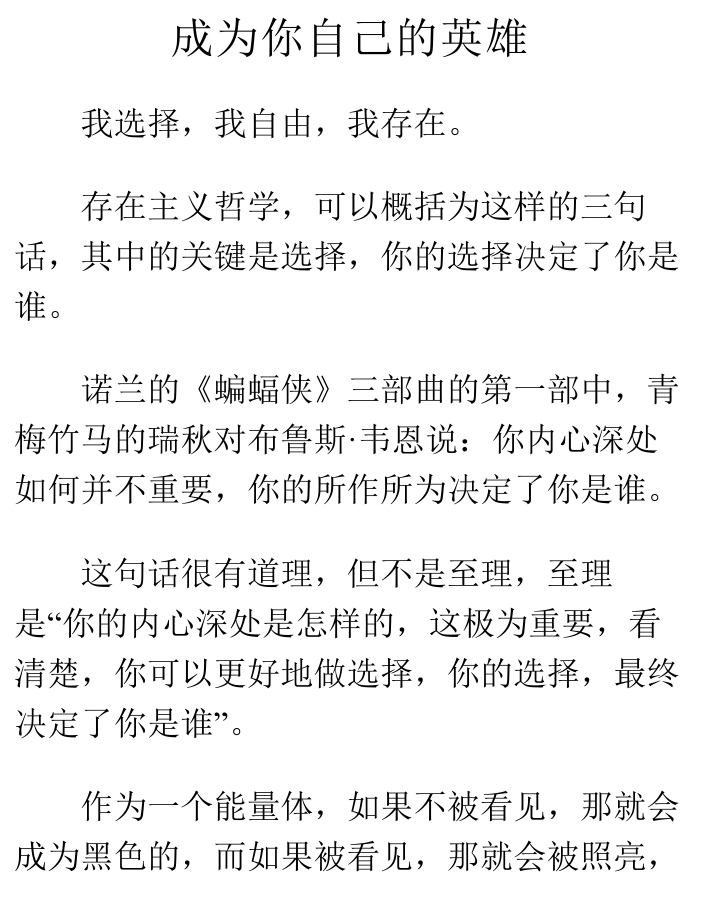 成为你自己的英雄
我选择，我自由，我存在。
存在主义哲学，可以概括为这样的三句
话，其中的关键是选择，你的选择决定了你是
谁。
诺兰的《蝙蝠侠》三部曲的第一部中，青
梅竹马的瑞秋对布鲁斯·韦恩说：你内心深处
如何并不重要，你的所作所为决定了你是谁。
这句话很有道理，但不是至理，至理
是“你的内心深处是怎样的，这极为重要，看
清楚，你可以更好地做选择，你的选择，最终
决定了你是谁”。
作为一个能量体，如果不被看见，那就会
成为黑色的，而如果被看见，那就会被照亮，